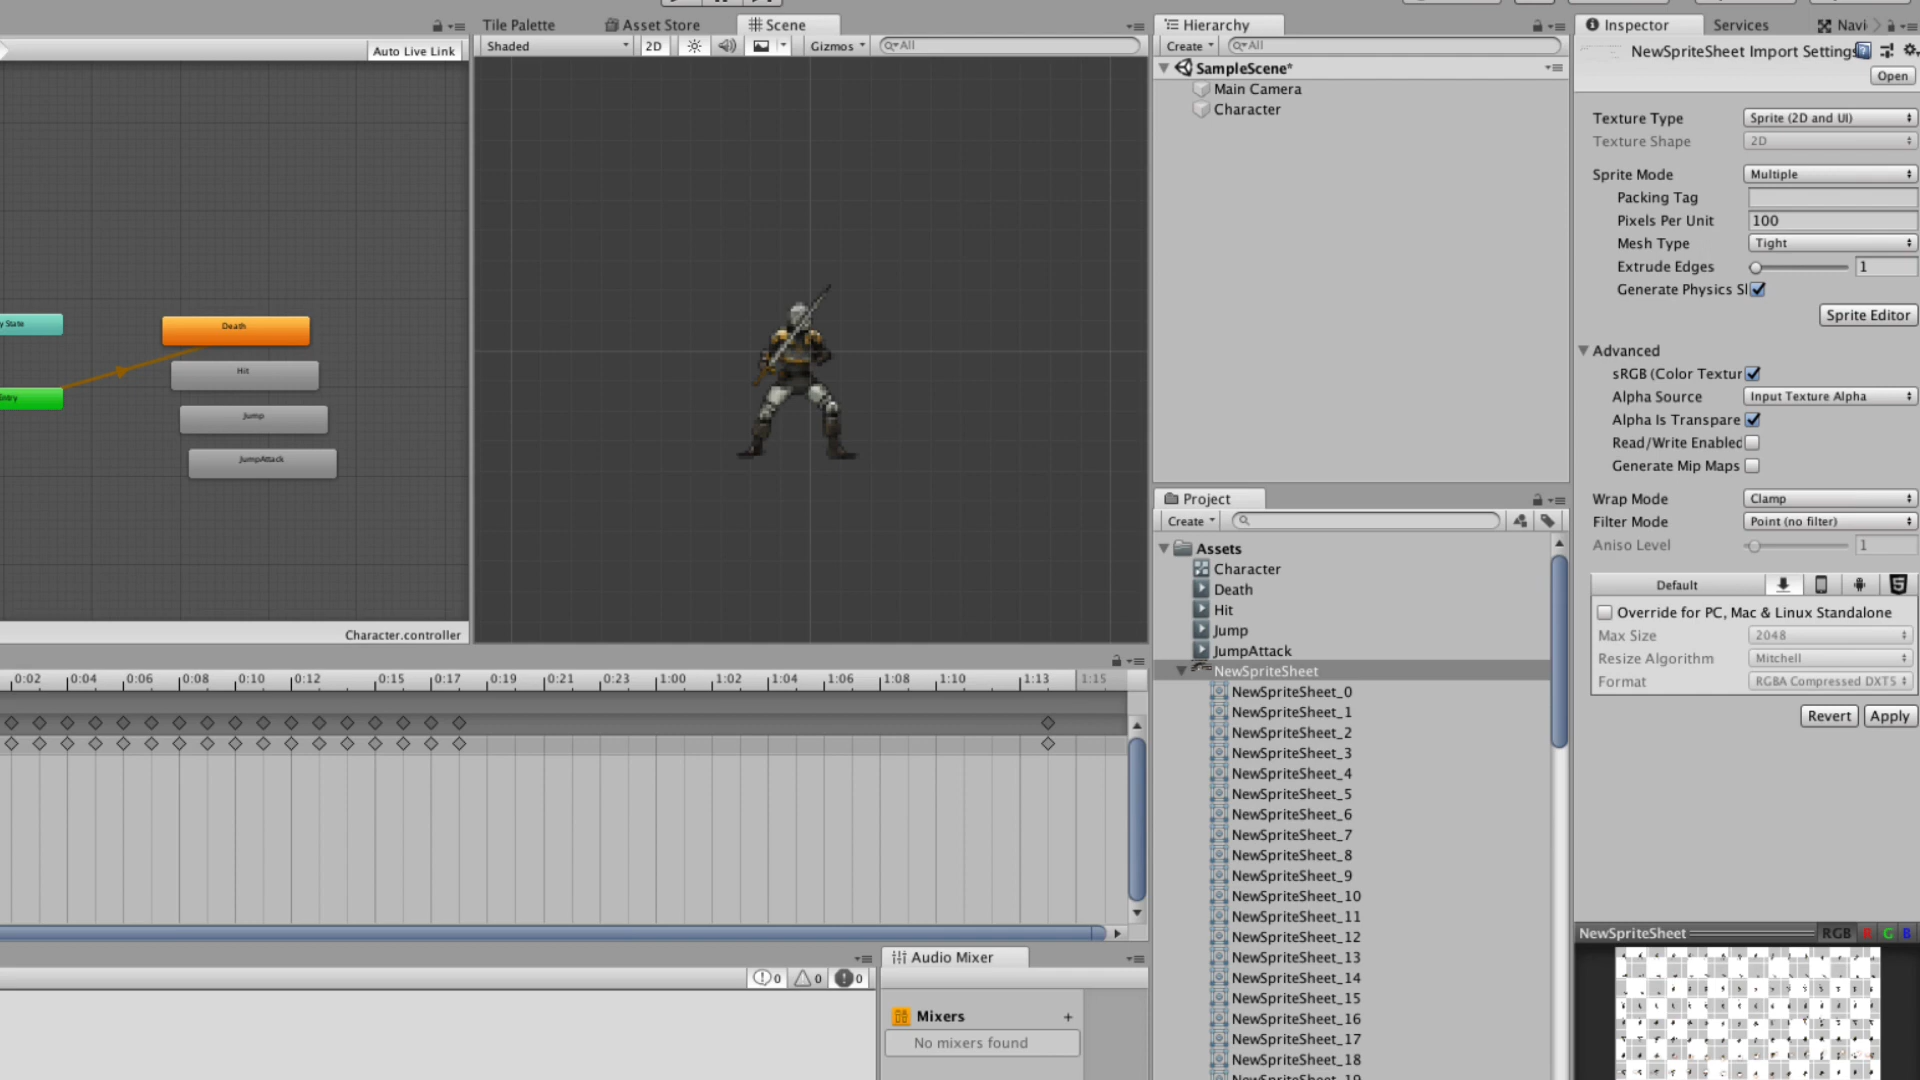 Tile Palette
Asset Store
Scene
Auto Live Link
Shaded
2D
Gizmos
All
y State
Entry
Death
Hit
Jump
JumpAttack
Character.controller
0:02 0:04 0:06 0:08 0:10 0:12 0:15 0:17 0:19 0:21 0:23 1:00 1:02 1:04 1:06 1:08 1:10 1:13 1:15
0 0 0
Audio Mixer
Mixers +
No mixers found
Hierarchy
Create
All
SampleScene*
Main Camera
Character
Project
Create
Assets
Character
Death
Hit
Jump
JumpAttack
NewSpriteSheet
NewSpriteSheet_0
NewSpriteSheet_1
NewSpriteSheet_2
NewSpriteSheet_3
NewSpriteSheet_4
NewSpriteSheet_5
NewSpriteSheet_6
NewSpriteSheet_7
NewSpriteSheet_8
NewSpriteSheet_9
NewSpriteSheet_10
NewSpriteSheet_11
NewSpriteSheet_12
NewSpriteSheet_13
NewSpriteSheet_14
NewSpriteSheet_15
NewSpriteSheet_16
NewSpriteSheet_17
NewSpriteSheet_18
Inspector
Services
Navi
NewSpriteSheet Import Settings
Open
Texture Type Sprite (2D and UI)
Texture Shape 2D
Sprite Mode Multiple
Packing Tag
Pixels Per Unit 100
Mesh Type Tight
Extrude Edges 1
Generate Physics Sl
Sprite Editor
Advanced
sRGB (Color Textur
Alpha Source Input Texture Alpha
Alpha Is Transpare
Read/Write Enabled
Generate Mip Maps
Wrap Mode Clamp
Filter Mode Point (no filter)
Aniso Level 1
Default
Override for PC, Mac & Linux Standalone
Max Size 2048
Resize Algorithm Mitchell
Format RGBA Compressed DXT5
Revert Apply
NewSpriteSheet RGB R G B